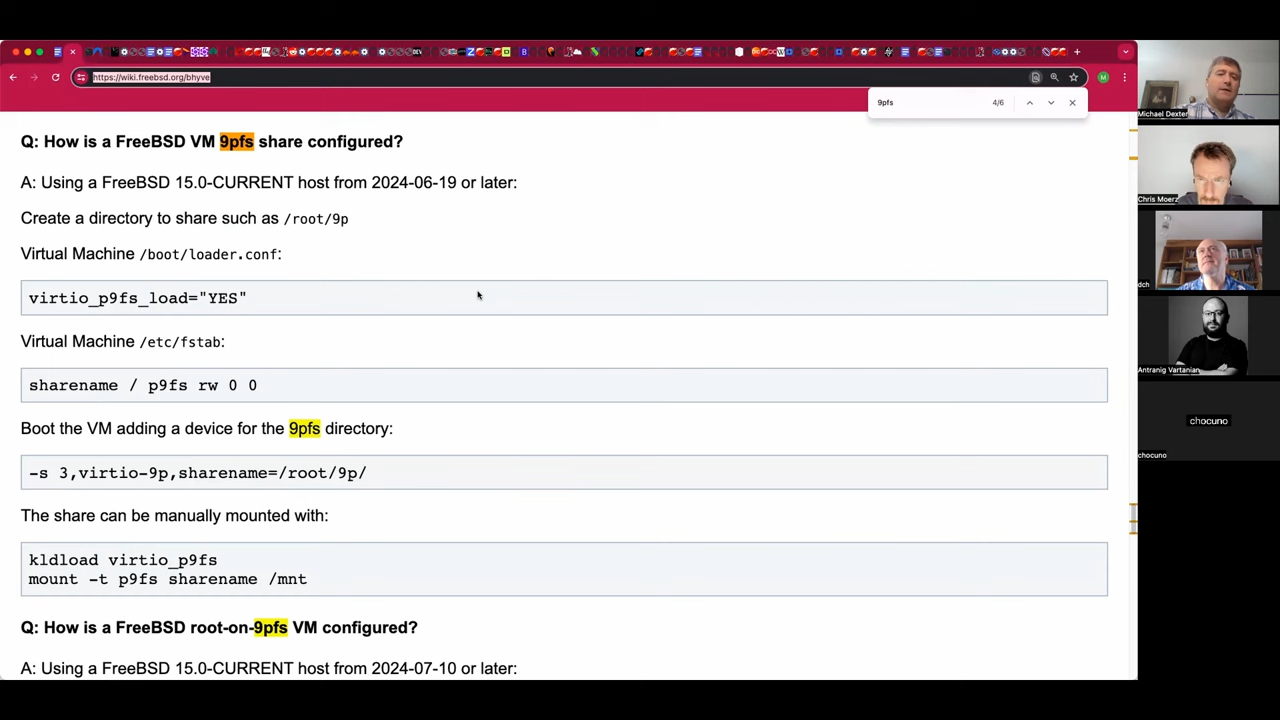 https://wiki.freebsd.org/bhyve
9pfs
4/6
Q: How is a FreeBSD VM 9pfs share configured?
A: Using a FreeBSD 15.0-CURRENT host from 2024-06-19 or later:
Create a directory to share such as /root/9p
Virtual Machine /boot/loader.conf:
virtio_p9fs_load="YES"
Virtual Machine /etc/fstab:
sharename / p9fs rw 0 0
Boot the VM adding a device for the 9pfs directory:
-s 3,virtio-9p,sharename=/root/9p/
The share can be manually mounted with:
kldload virtio_p9fs
mount -t p9fs sharename /mnt
Q: How is a FreeBSD root-on-9pfs VM configured?
A: Using a FreeBSD 15.0-CURRENT host from 2024-07-10 or later:
Michael Dexter
Chris Moerz
dch
Antranig Vartanian
chocuno
chocuno